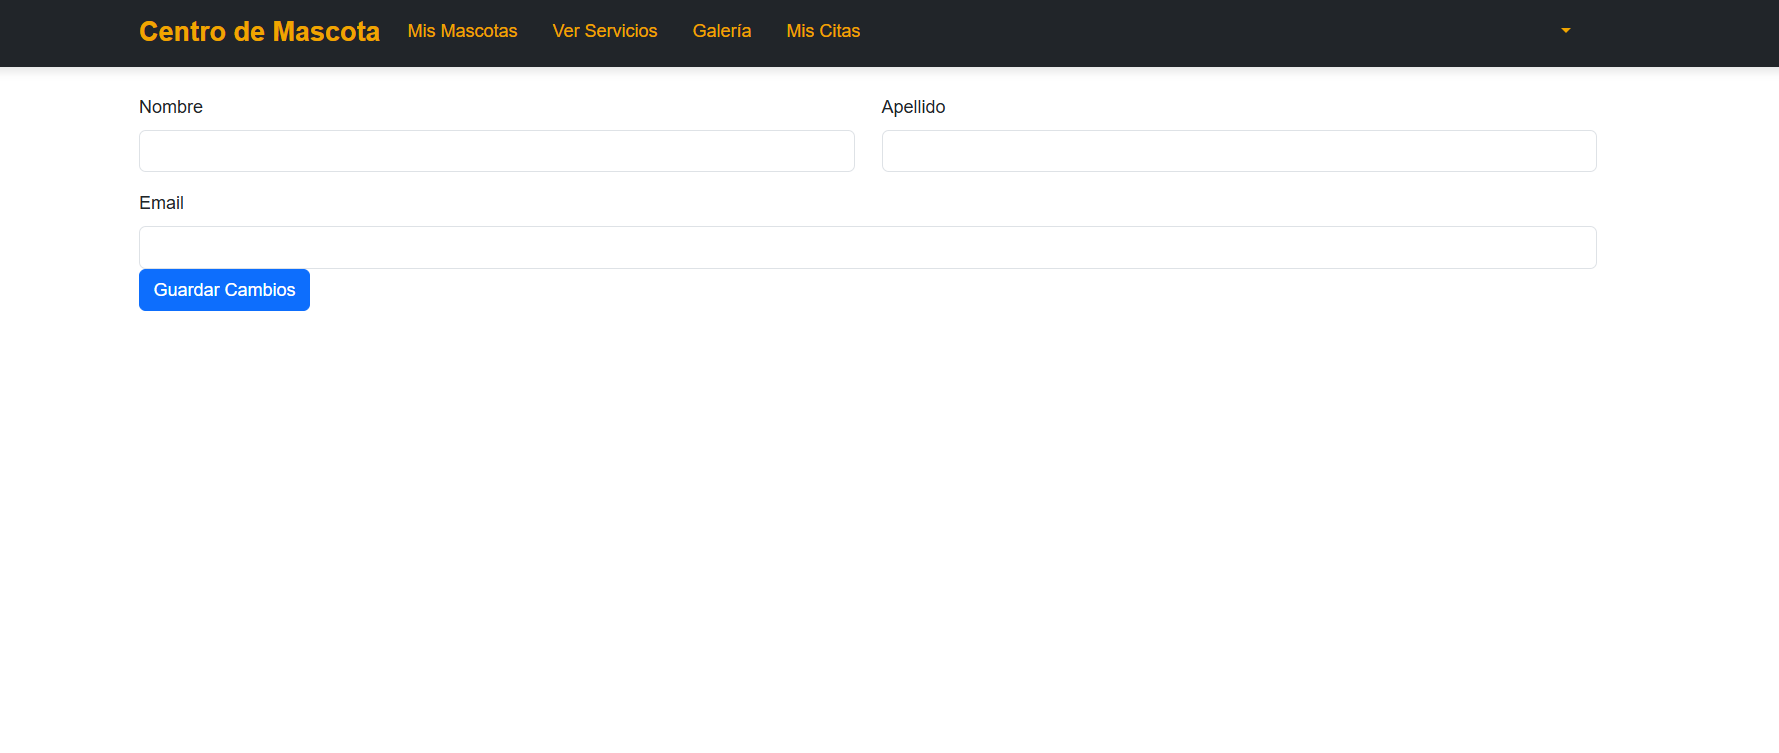 Centro de Mascota Mis Mascotas Ver Servicios Galería Mis Citas
Nombre Apellido
Email
Guardar Cambios